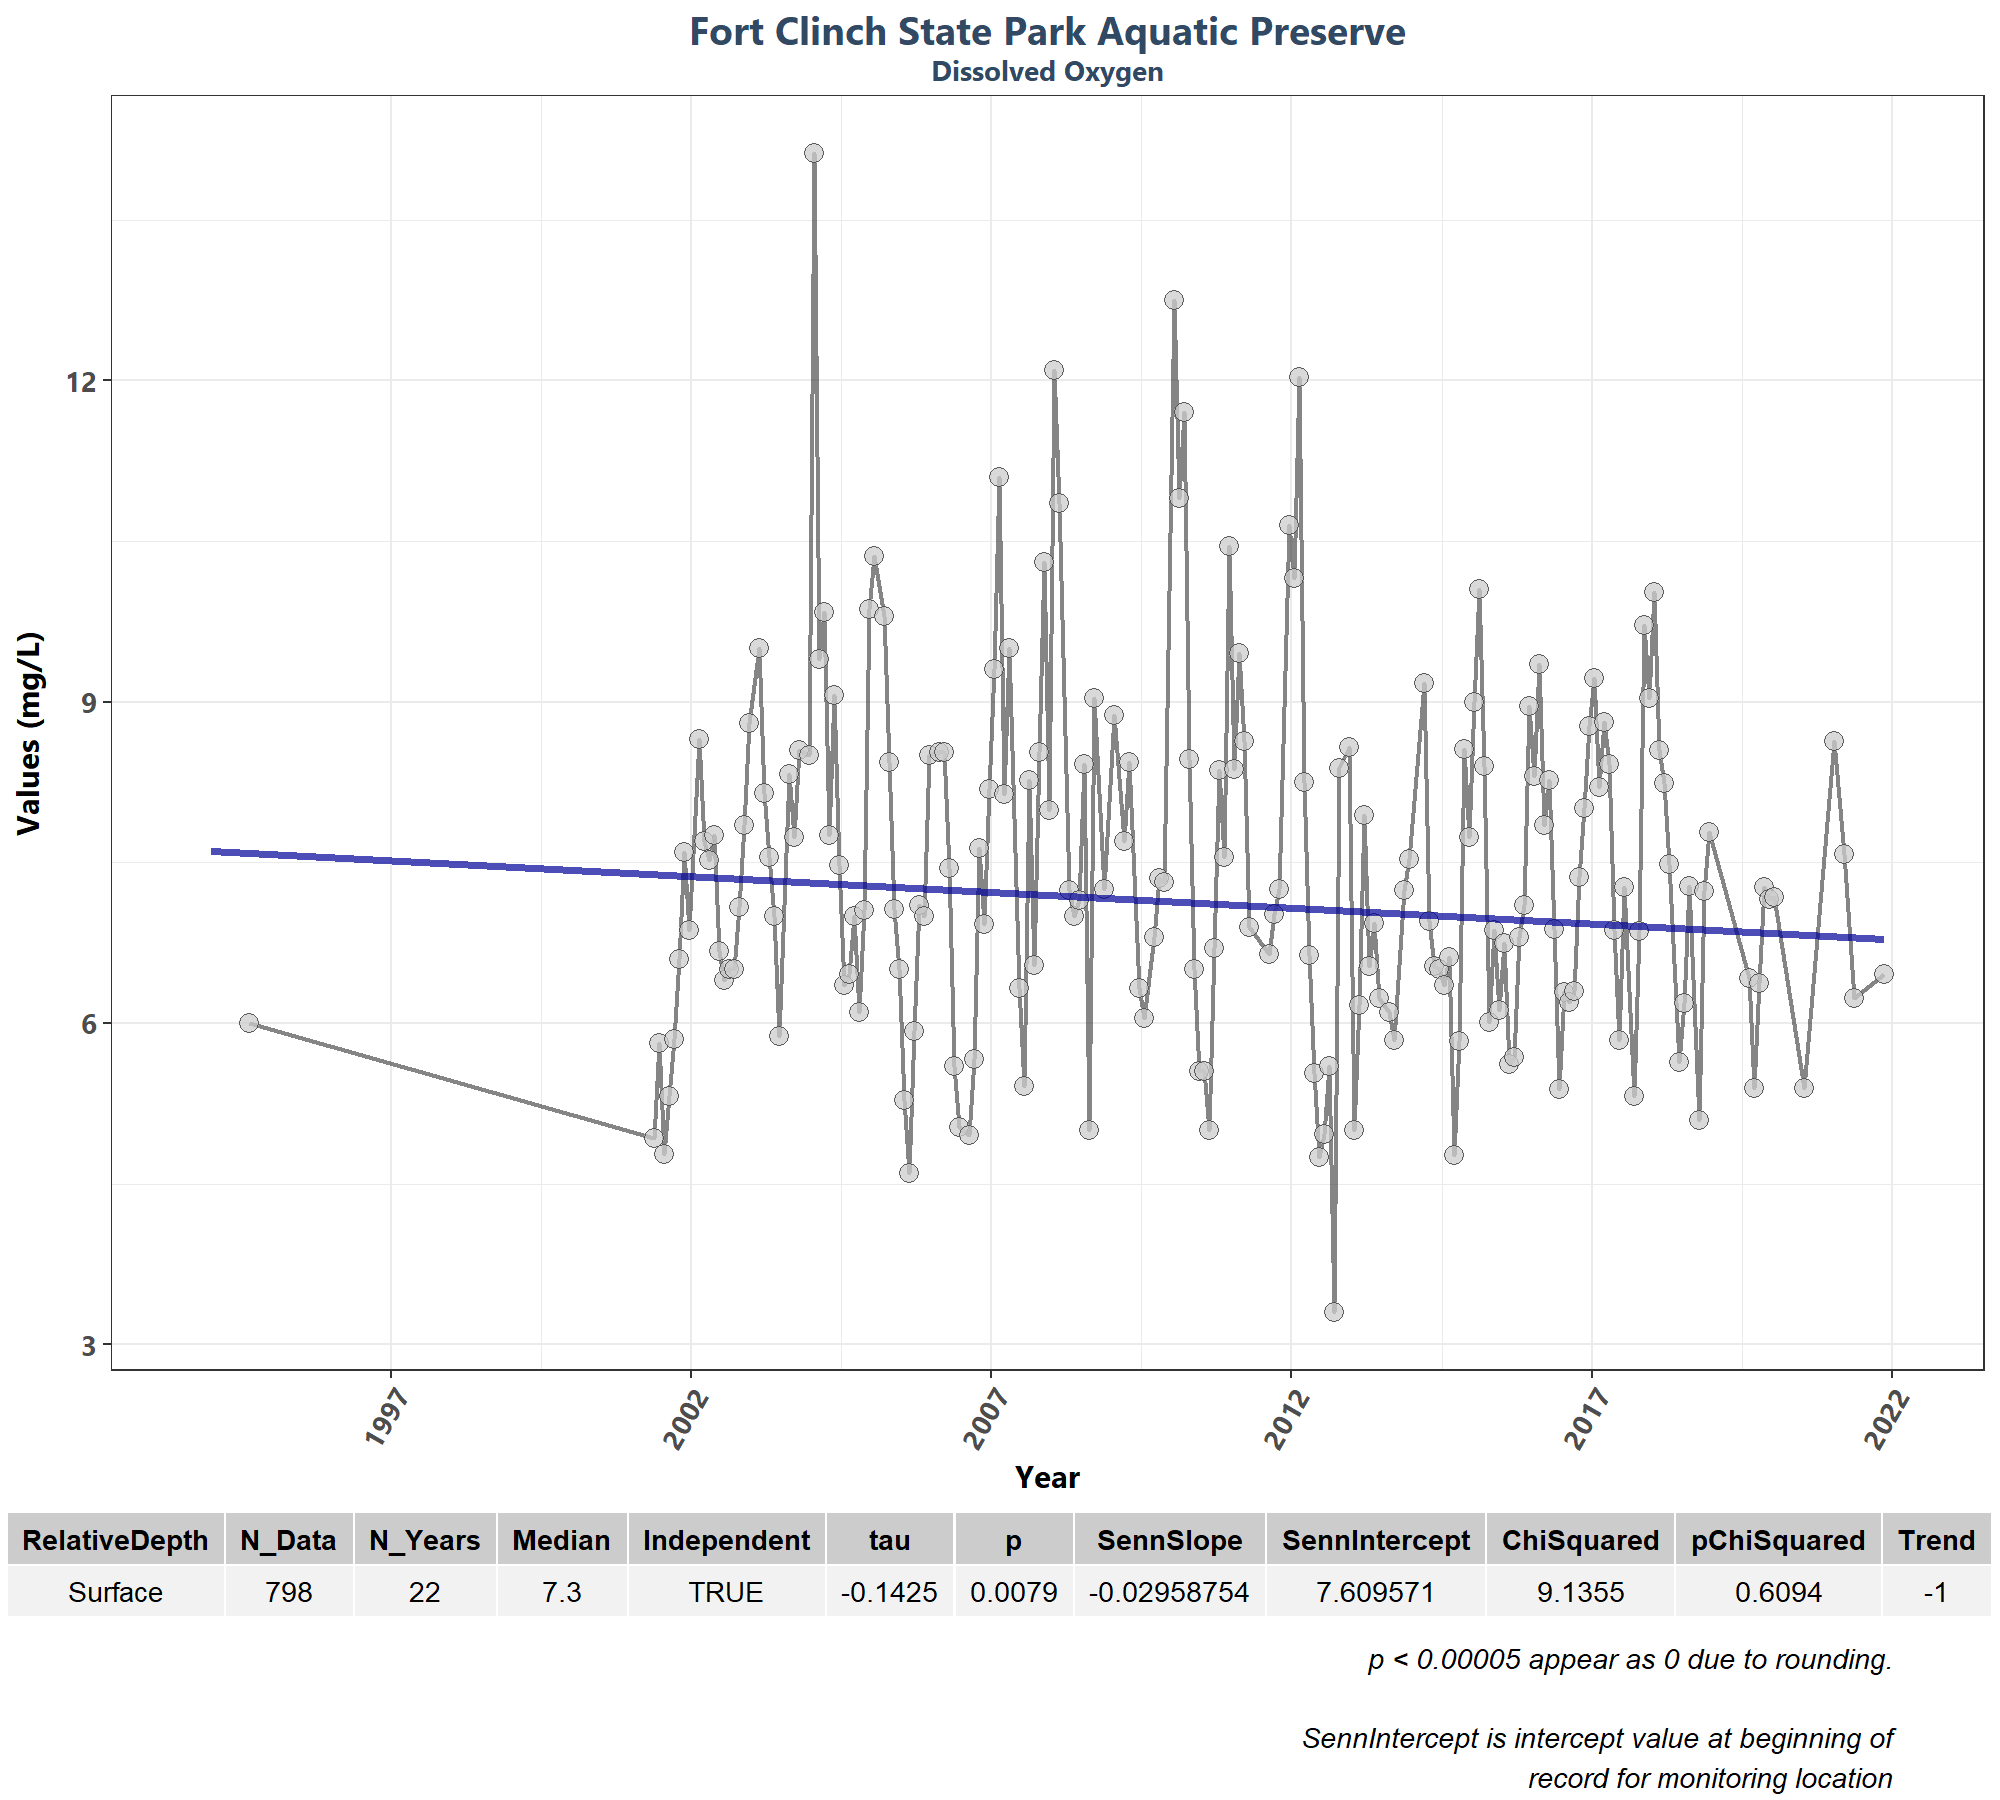 Fort Clinch State Park Aquatic Preserve
Dissolved Oxygen
Values (mg/L)
12
9
6
3
1997 2002 2007 2012 2017 2022
Year
RelativeDepth N_Data N_Years Median Independent tau p SennSlope SennIntercept ChiSquared pChiSquared Trend
Surface 798 22 7.3 TRUE -0.1425 0.0079 -0.02958754 7.609571 9.1355 0.6094 -1
p < 0.00005 appear as 0 due to rounding.
SennIntercept is intercept value at beginning of
record for monitoring location